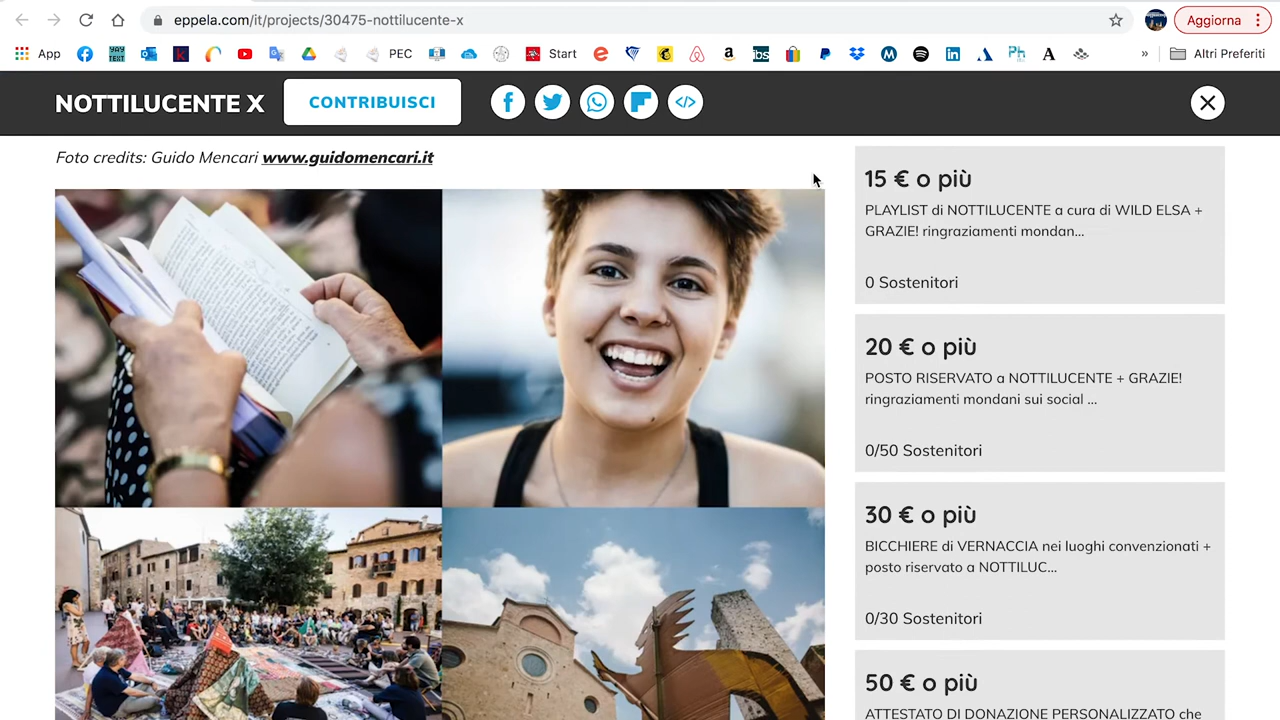 eppela.com/it/projects/30475-nottilucente-x
Aggiorna
App
PEC
Start
Altri Preferiti
NOTTILUCENTE X
CONTRIBUISCI
Foto credits: Guido Mencari www.guidomencari.it
15 € o più
PLAYLIST di NOTTILUCENTE a cura di WILD ELSA +
GRAZIE! ringraziamenti mondan...
0 Sostenitori
20 € o più
POSTO RISERVATO a NOTTILUCENTE + GRAZIE!
ringraziamenti mondani sui social ...
0/50 Sostenitori
30 € o più
BICCHIERE di VERNACCIA nei luoghi convenzionati +
posto riservato a NOTTILUC...
0/30 Sostenitori
50 € o più
ATTESTATO DI DONAZIONE PERSONALIZZATO che